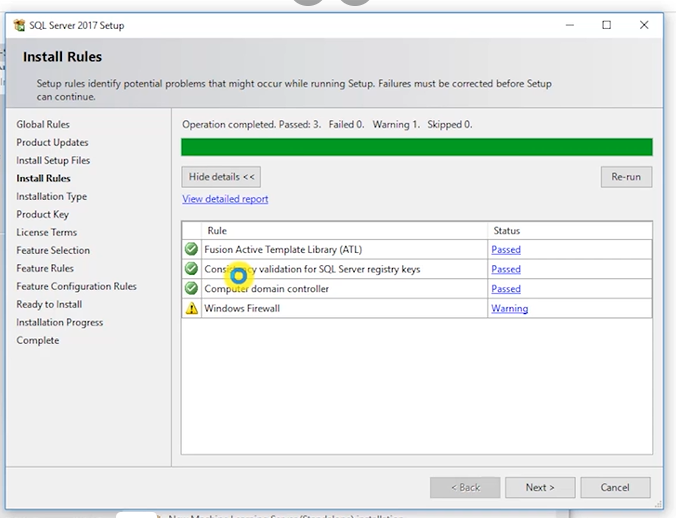 SQL Server 2017 Setup
Install Rules
Setup rules identify potential problems that might occur while running Setup. Failures must be corrected before Setup
can continue.
Global Rules
Product Updates
Install Setup Files
Install Rules
Installation Type
Product Key
License Terms
Feature Selection
Feature Rules
Feature Configuration Rules
Ready to Install
Installation Progress
Complete
Operation completed. Passed: 3. Failed 0. Warning 1. Skipped 0.
Hide details <<
Re-run
View detailed report
Rule Status
Fusion Active Template Library (ATL) Passed
Consistency validation for SQL Server registry keys Passed
Computer domain controller Passed
Windows Firewall Warning
< Back
Next >
Cancel